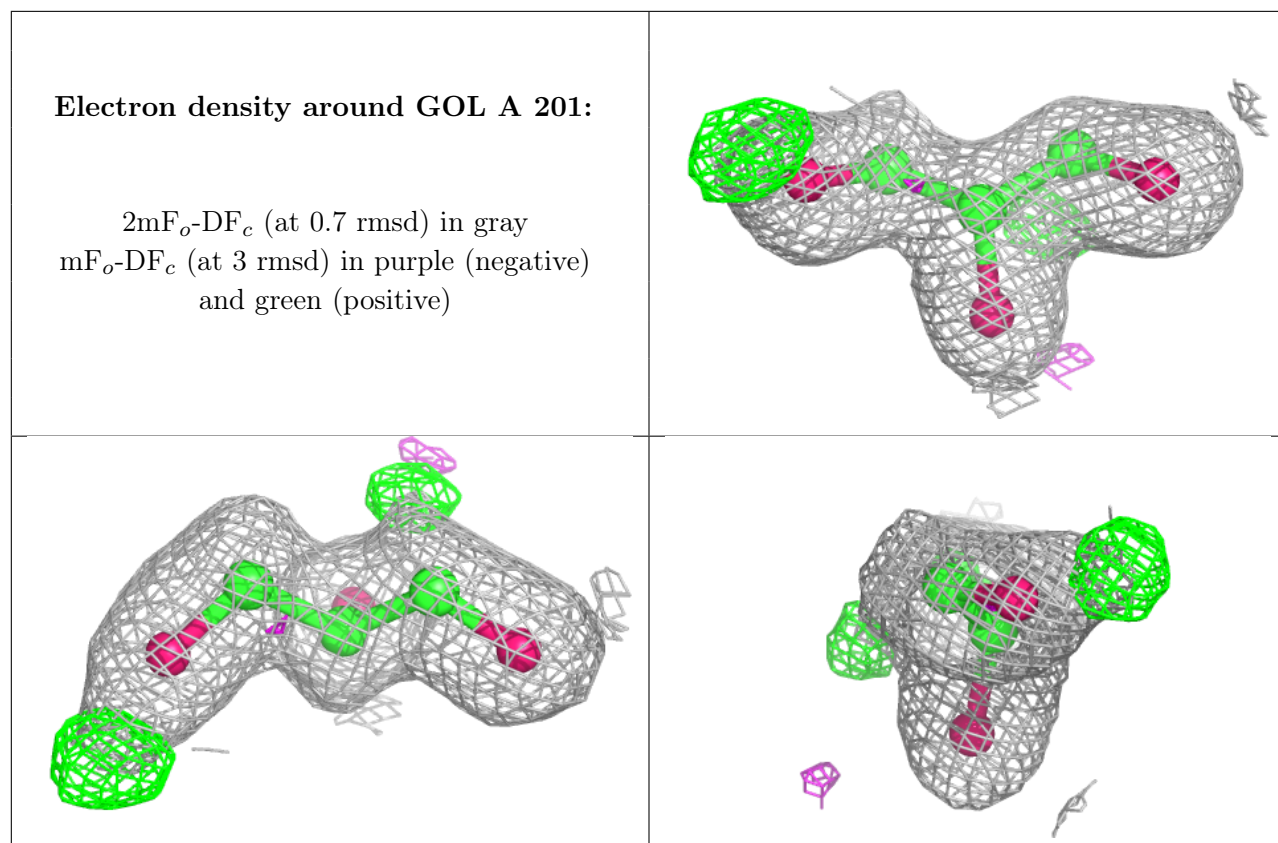 Electron density around GOL A 201:
2mFo-DFc (at 0.7 rmsd) in gray
mFo-DFc (at 3 rmsd) in purple (negative)
and green (positive)